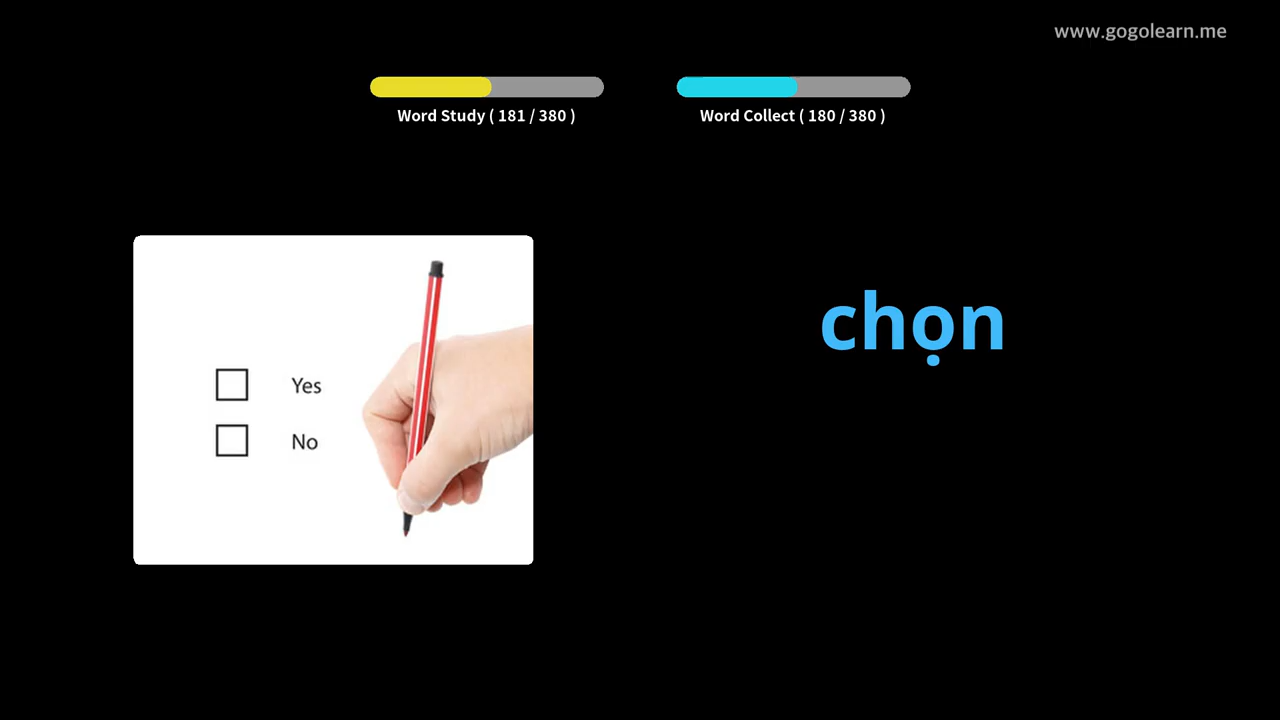 www.gogolearn.me
Word Study ( 181 / 380 )
Word Collect ( 180 / 380 )
chọn
Yes
No